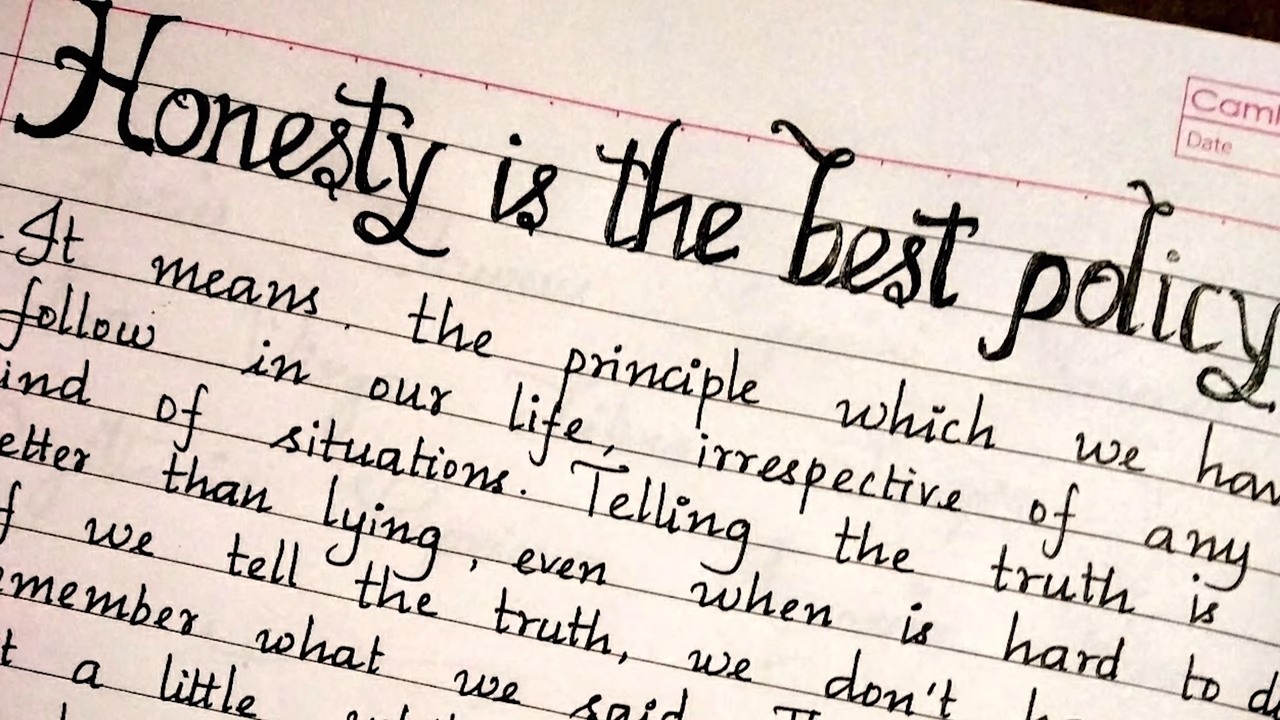 Honesty is the best policy
Caml
Date
It means the principle which we hav
follow in our life, irrespective of any
ind of situations. Telling the truth is
etter than lying, even when is hard to d
f we tell the truth, we don't h
emember what we said. Th
t a little